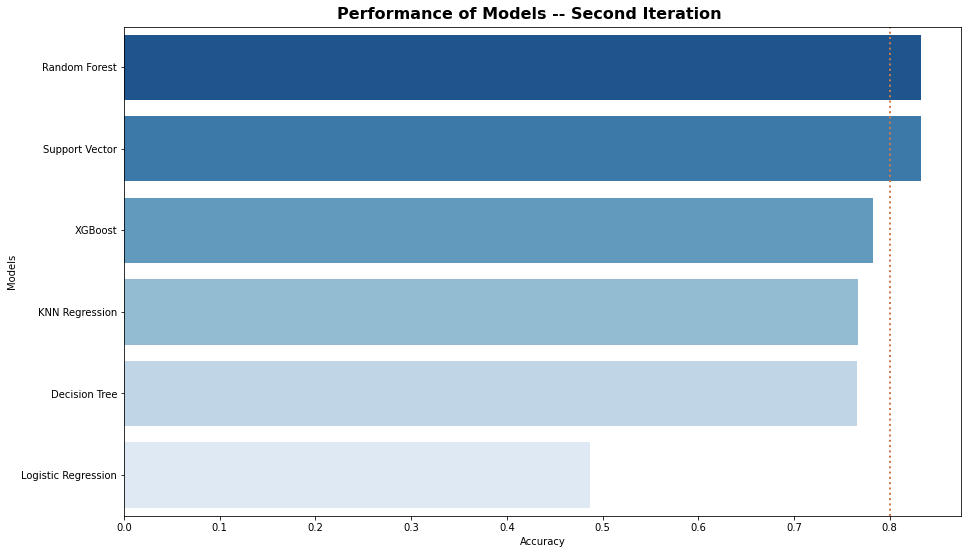 Performance of Models -- Second Iteration
Random Forest
Support Vector
XGBoost
KNN Regression
Decision Tree
Logistic Regression
Models
0.0 0.1 0.2 0.3 0.4 0.5 0.6 0.7 0.8
Accuracy